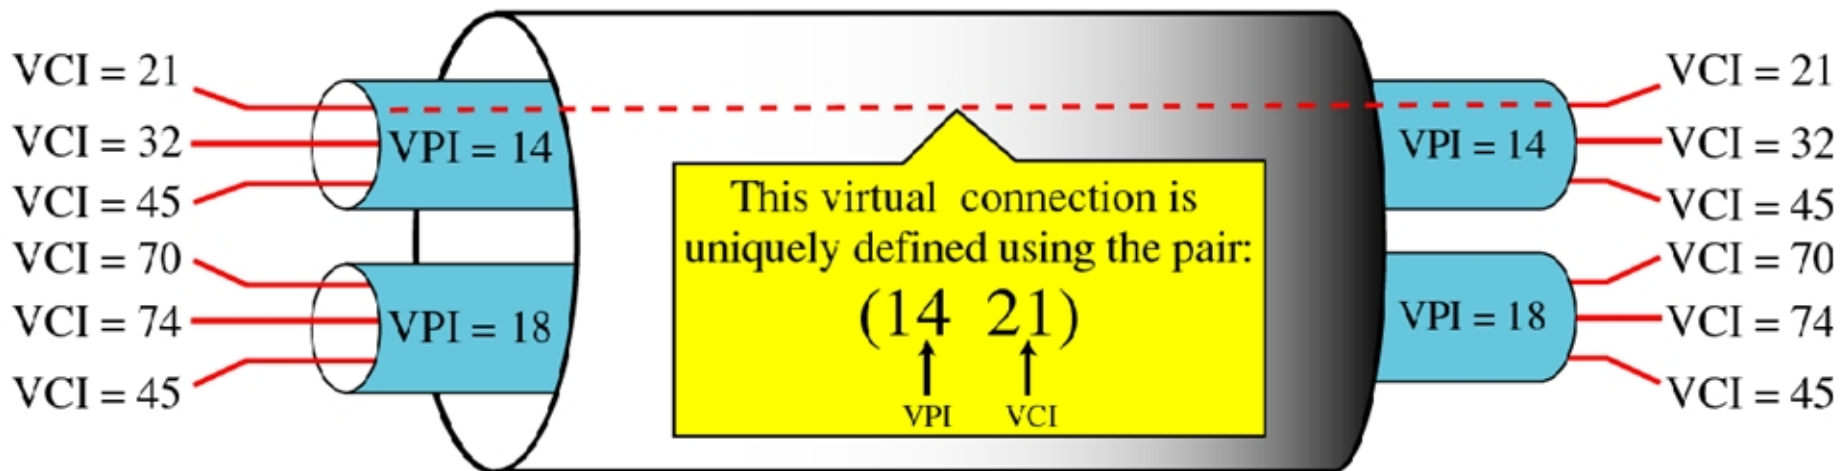 VCI = 21
VCI = 32
VCI = 45
VCI = 70
VCI = 74
VCI = 45
VPI = 14
VPI = 18
This virtual connection is
uniquely defined using the pair:
(14 21)
VPI VCI
VPI = 14
VPI = 18
VCI = 21
VCI = 32
VCI = 45
VCI = 70
VCI = 74
VCI = 45